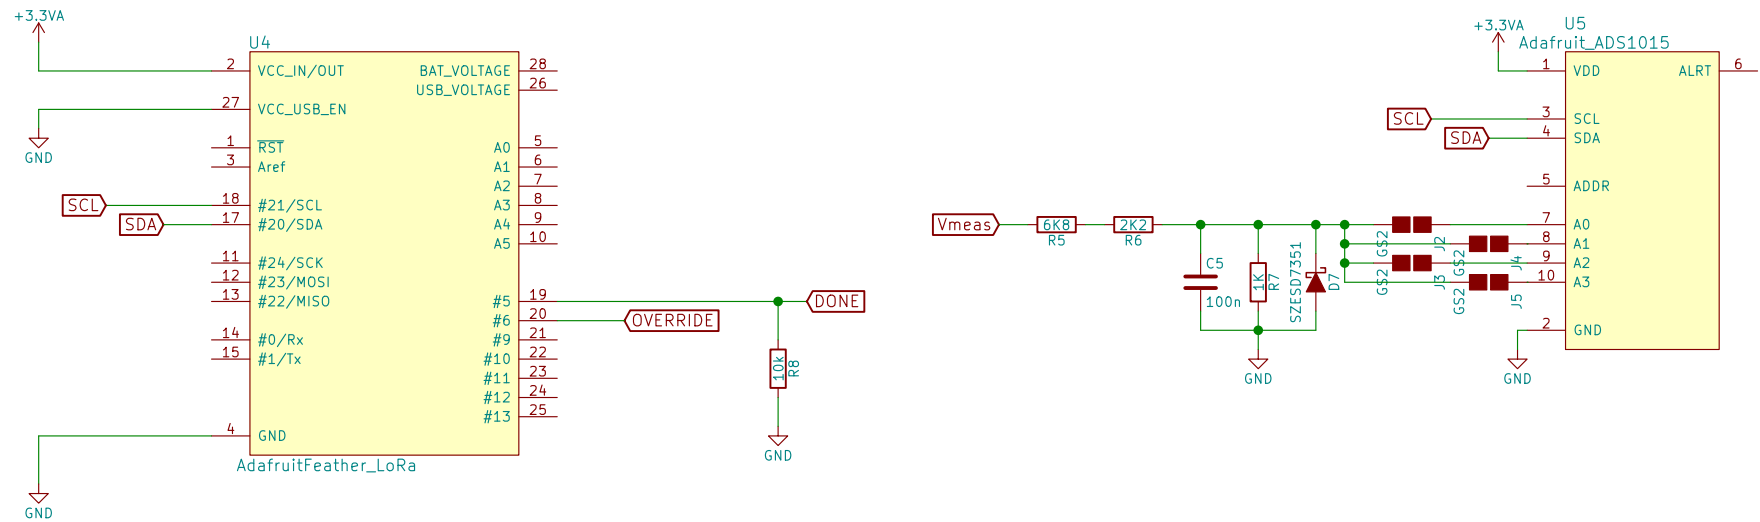 +3.3VA
U4
2 VCC_IN/OUT
BAT_VOLTAGE 28
USB_VOLTAGE 26
27 VCC_USB_EN
GND
1 RST
A0 5
3 Aref
A1 6
A2 7
SCL
18 #21/SCL
A3 8
SDA
17 #20/SDA
A4 9
A5 10
11 #24/SCK
12 #23/MOSI
13 #22/MISO
#5 19
DONE
#6 20
OVERRIDE
14 #0/Rx
#9 21
15 #1/Tx
#10 22
#11 23
#12 24
#13 25
10k
R8
4 GND
GND
AdafruitFeather_LoRa
GND
U5
+3.3VA
Adafruit_ADS1015
1 VDD
ALRT 6
SCL
3 SCL
SDA
4 SDA
5 ADDR
Vmeas
6K8
R5
2K2
R6
C5
100n
1K
R7
SZESD7351
D7
GS2
J2
GS2
J4
GS2
J3
GS2
J5
7 A0
8 A1
9 A2
10 A3
2 GND
GND
GND